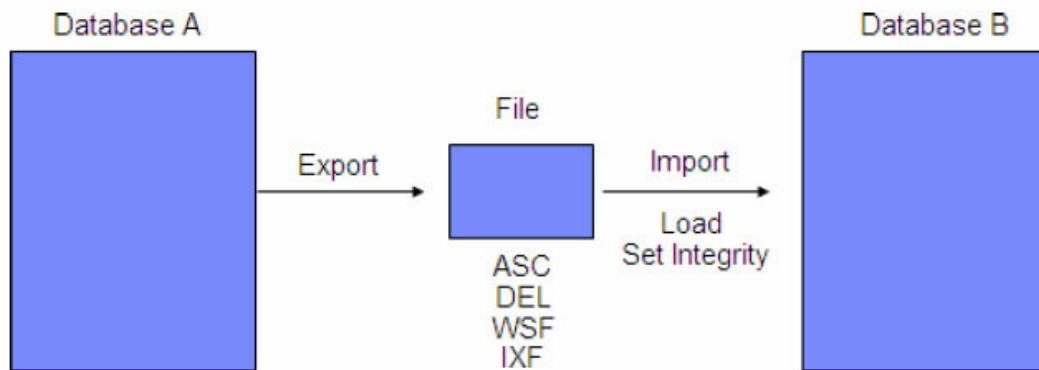 Database A
Database B
File
Export
Import
Load
Set Integrity
ASC
DEL
WSF
IXF